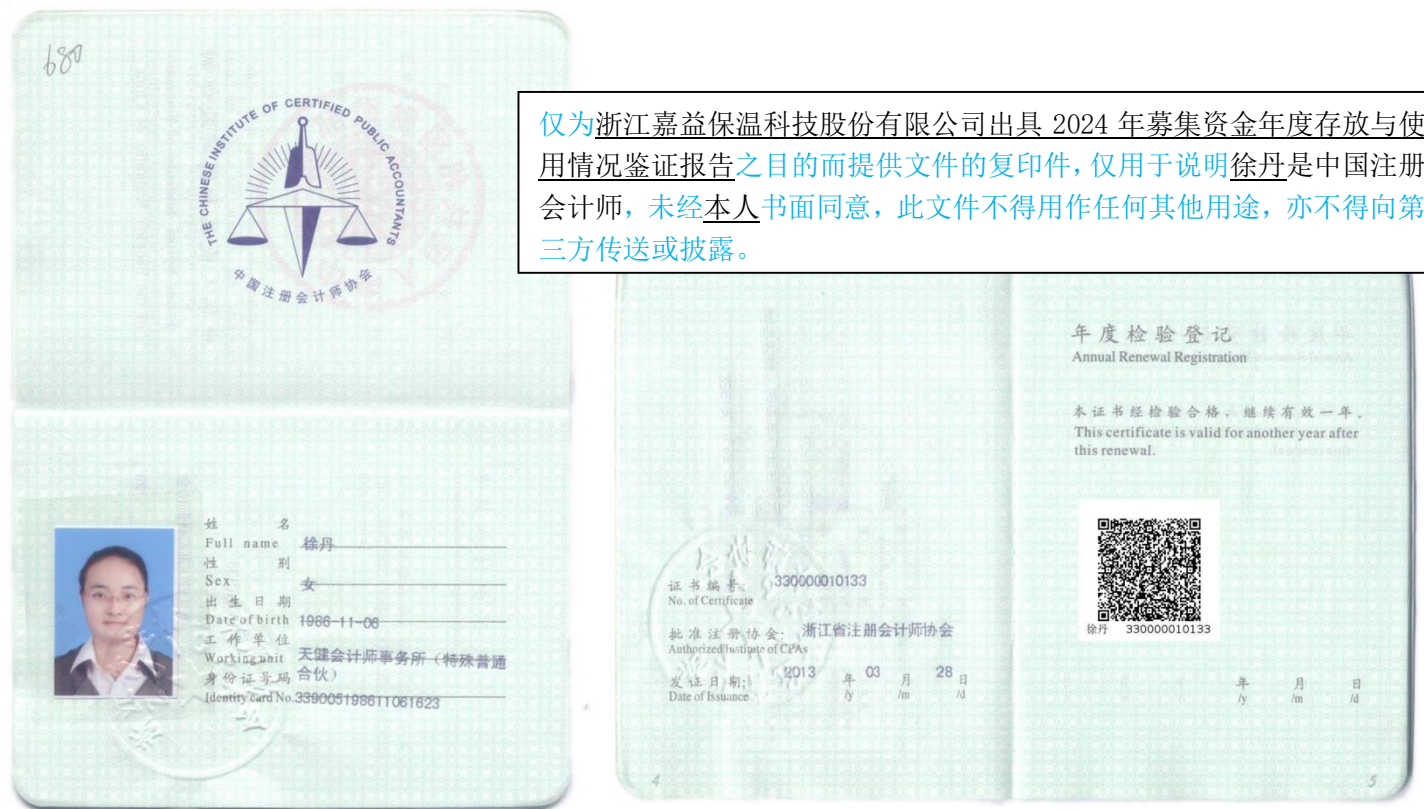 680
THE CHINESE INSTITUTE OF CERTIFIED PUBLIC ACCOUNTANTS
中国注册会计师协会
仅为浙江嘉益保温科技股份有限公司出具 2024 年募集资金年度存放与使
用情况鉴证报告之目的而提供文件的复印件，仅用于说明徐丹是中国注册
会计师，未经本人书面同意，此文件不得用作任何其他用途，亦不得向第
三方传送或披露。
姓 名
Full name 徐丹
性 别
Sex 女
出 生 日 期
Date of birth 1986-11-06
工 作 单 位
Working unit 天健会计师事务所（特殊普通
身份证号码 合伙）
Identity card No. 339005198611061623
证 书 编 号: 330000010133
No. of Certificate
批 准 注 册 协 会: 浙江省注册会计师协会
Authorized Institute of CPAs
发 证 日 期: 2013 年 03 月 28 日
Date of Issuance /y /m /d
4
年度检验登记
Annual Renewal Registration
本证书经检验合格，继续有效一年。
This certificate is valid for another year after
this renewal.
徐丹 330000010133
年 月 日
/y /m /d
5